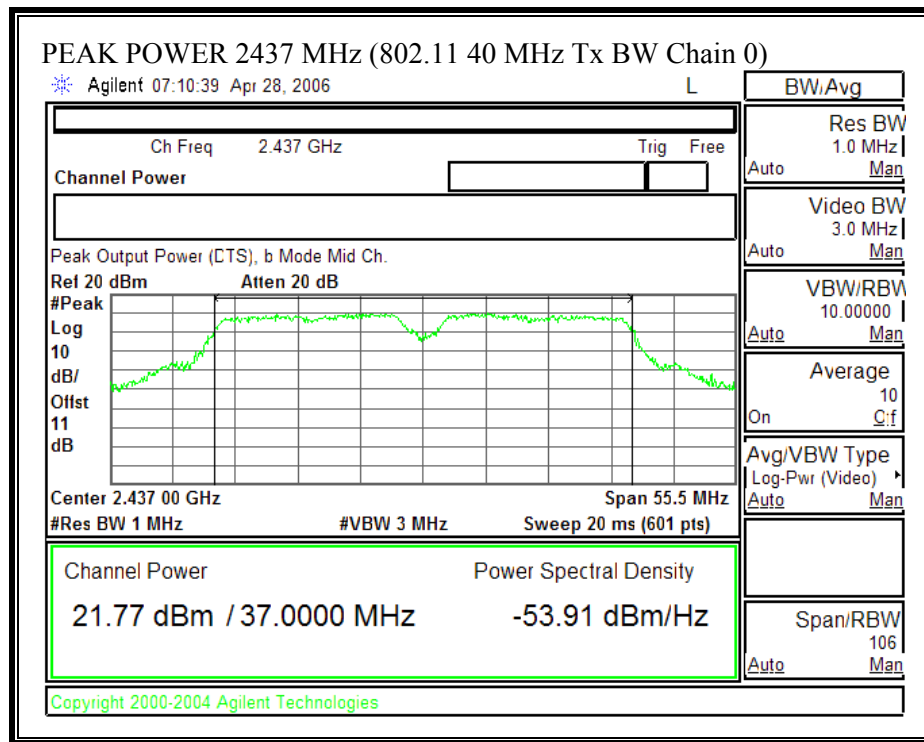 PEAK POWER 2437 MHz (802.11 40 MHz Tx BW Chain 0)
Agilent 07:10:39 Apr 28, 2006 L
BW/Avg
Ch Freq 2.437 GHz Trig Free
Channel Power
Peak Output Power (DTS), b Mode Mid Ch.
Ref 20 dBm Atten 20 dB
#Peak
Log
10
dB/
Offst
11
dB
Center 2.437 00 GHz Span 55.5 MHz
#Res BW 1 MHz #VBW 3 MHz Sweep 20 ms (601 pts)
Channel Power Power Spectral Density
21.77 dBm / 37.0000 MHz -53.91 dBm/Hz
Copyright 2000-2004 Agilent Technologies
Res BW
1.0 MHz
Auto Man
Video BW
3.0 MHz
Auto Man
VBW/RBW
10.00000
Auto Man
Average
10
On Off
Avg/VBW Type
Log-Pwr (Video)
Auto Man
Span/RBW
106
Auto Man